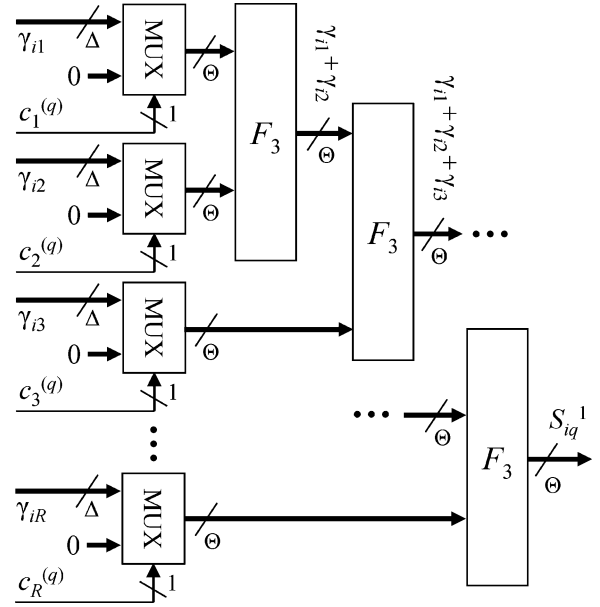 γi1 Δ MUX Θ
0
c1(q) 1
F3
γi1 + γi2
Θ
γi2 Δ MUX Θ
0
c2(q) 1
F3
γi1 + γi2 + γi3
Θ •••
γi3 Δ MUX Θ
0
c3(q) 1
•••
••• Θ
F3
Siq1
Θ
γiR Δ MUX Θ
0
cR(q) 1